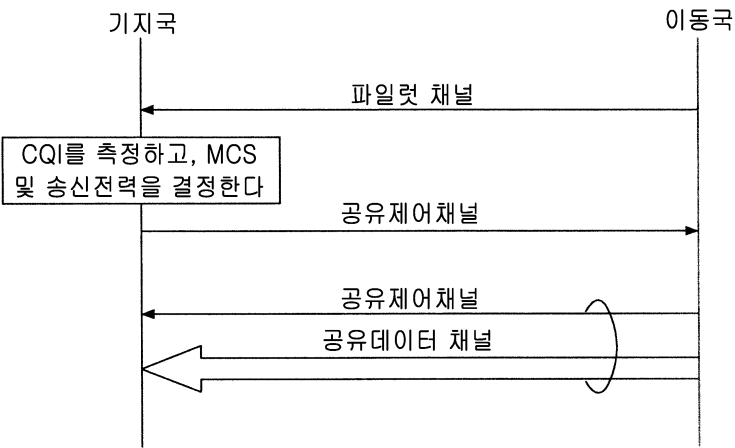 기지국
이동국
파일럿 채널
CQI를 측정하고, MCS
및 송신전력을 결정한다
공유제어채널
공유제어채널
공유데이터 채널